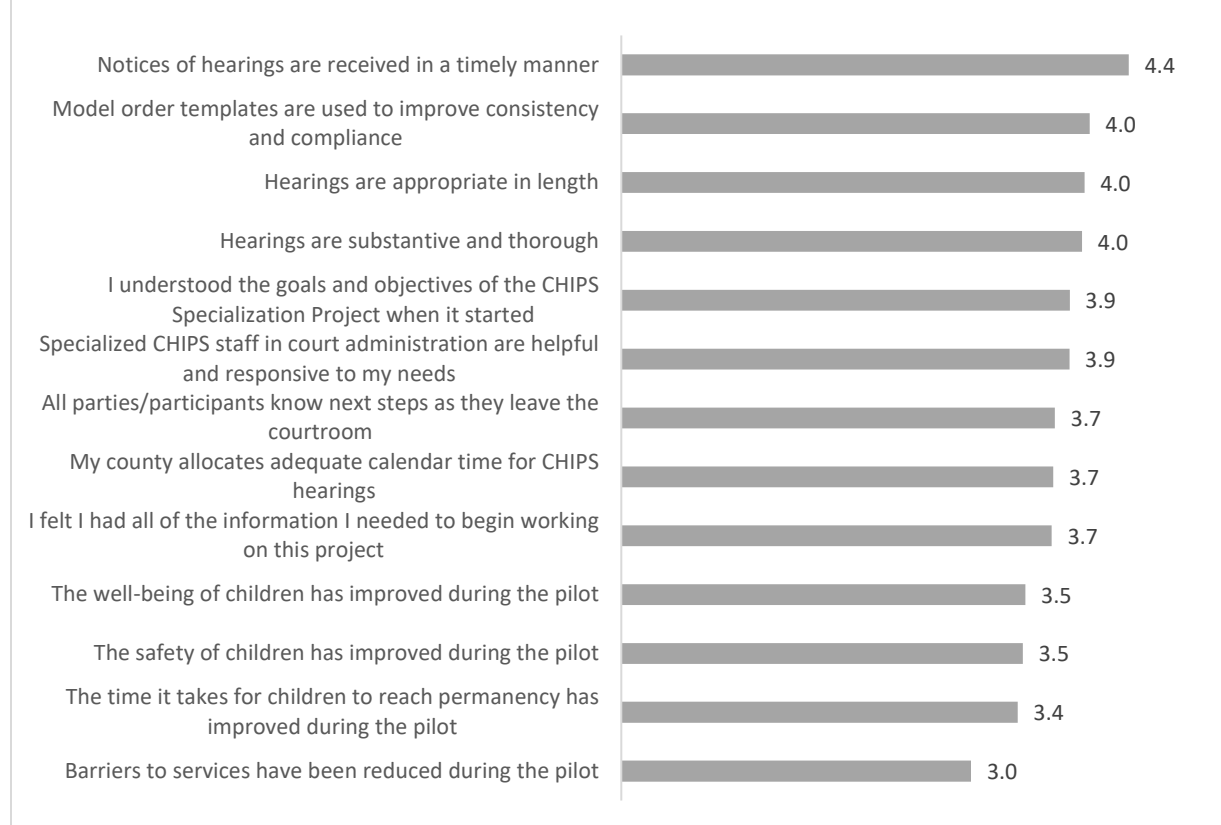 Notices of hearings are received in a timely manner
4.4
Model order templates are used to improve consistency
and compliance
4.0
Hearings are appropriate in length
4.0
Hearings are substantive and thorough
4.0
I understood the goals and objectives of the CHIPS
Specialization Project when it started
3.9
Specialized CHIPS staff in court administration are helpful
and responsive to my needs
3.9
All parties/participants know next steps as they leave the
courtroom
3.7
My county allocates adequate calendar time for CHIPS
hearings
3.7
I felt I had all of the information I needed to begin working
on this project
3.7
The well-being of children has improved during the pilot
3.5
The safety of children has improved during the pilot
3.5
The time it takes for children to reach permanency has
improved during the pilot
3.4
Barriers to services have been reduced during the pilot
3.0